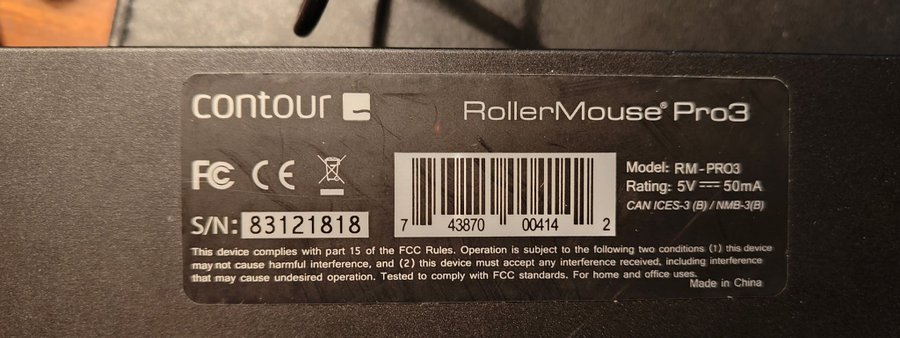 contour
RollerMouse® Pro3
FC CE
S/N: 83121818
7 43870 00414 2
Model: RM-PRO3
Rating: 5V ⎓ 50mA
CAN ICES-3 (B) / NMB-3(B)
This device complies with part 15 of the FCC Rules. Operation is subject to the following two conditions (1) this device
may not cause harmful interference, and (2) this device must accept any interference received, including interference
that may cause undesired operation. Tested to comply with FCC standards. For home and office uses.
Made in China